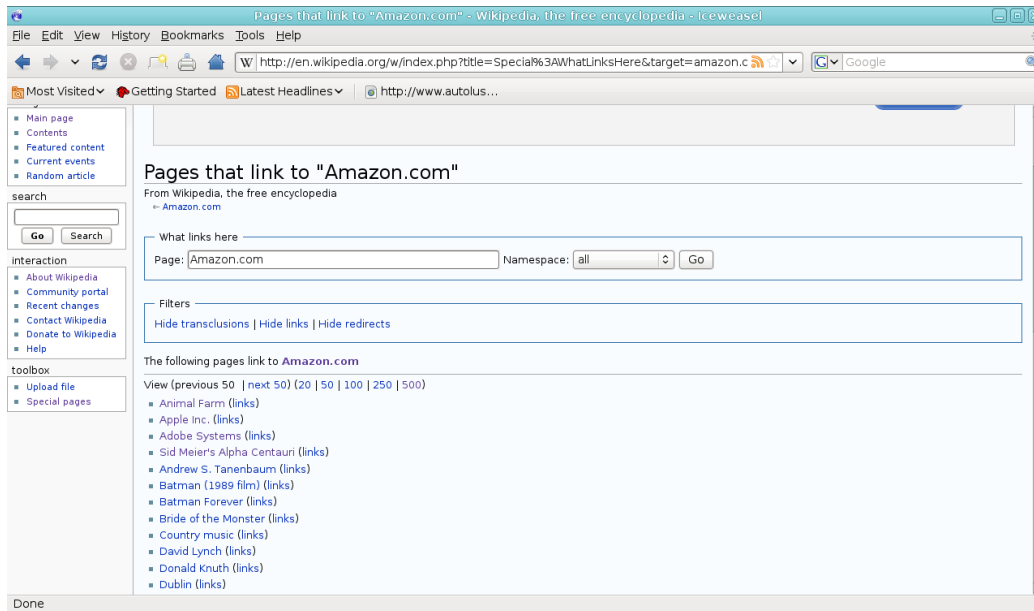 Pages that link to "Amazon.com" - Wikipedia, the free encyclopedia - Iceweasel
File Edit View History Bookmarks Tools Help
W http://en.wikipedia.org/w/index.php?title=Special%3AWhatLinksHere&target=amazon.c G Google
Most Visited Getting Started Latest Headlines http://www.autolus...
Main page
Contents
Featured content
Current events
Random article
search
Go Search
interaction
About Wikipedia
Community portal
Recent changes
Contact Wikipedia
Donate to Wikipedia
Help
toolbox
Upload file
Special pages
Pages that link to "Amazon.com"
From Wikipedia, the free encyclopedia
← Amazon.com
What links here
Page: Amazon.com Namespace: all Go
Filters
Hide transclusions | Hide links | Hide redirects
The following pages link to Amazon.com
View (previous 50 | next 50) (20 | 50 | 100 | 250 | 500)
Animal Farm (links)
Apple Inc. (links)
Adobe Systems (links)
Sid Meier's Alpha Centauri (links)
Andrew S. Tanenbaum (links)
Batman (1989 film) (links)
Batman Forever (links)
Bride of the Monster (links)
Country music (links)
David Lynch (links)
Donald Knuth (links)
Dublin (links)
Done